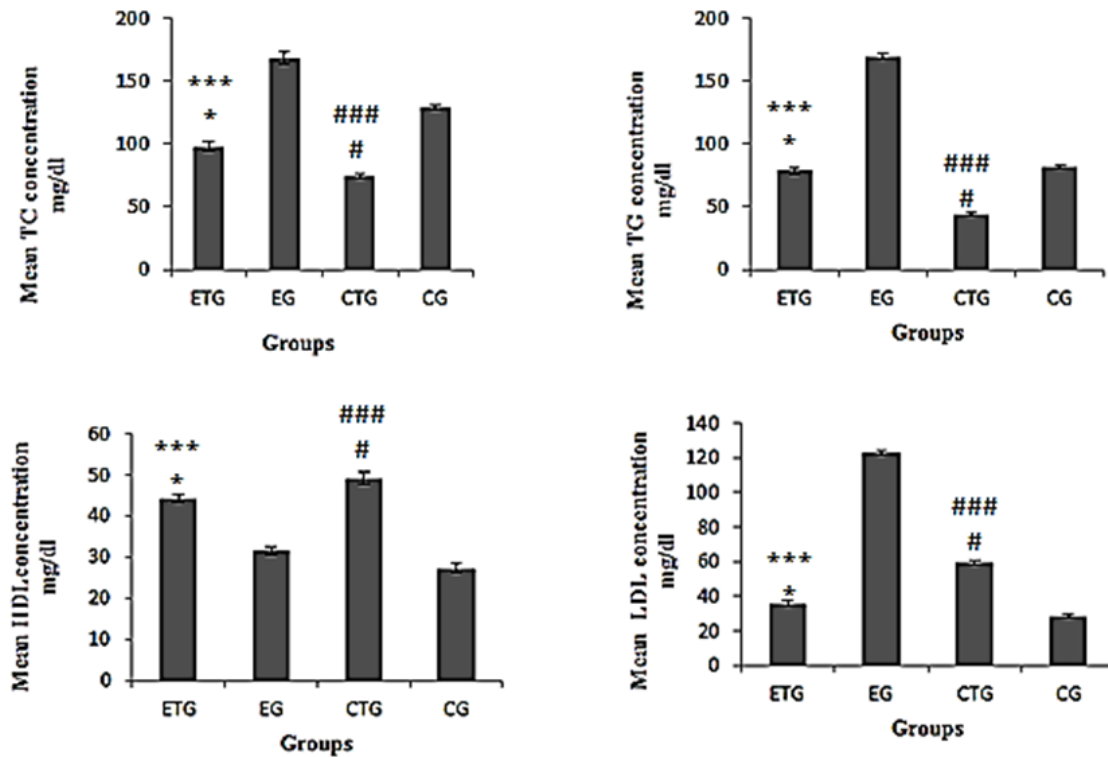 Mean TC concentration
mg/dl
200
150
100
50
0
***
*
###
#
ETG EG CTG CG
Groups
Mean TG concentration
mg/dl
200
150
100
50
0
***
*
###
#
ETG EG CTG CG
Groups
Mean HDL concentration
mg/dl
60
50
40
30
20
10
0
***
*
###
#
ETG EG CTG CG
Groups
Mean LDL concentration
mg/dl
140
120
100
80
60
40
20
0
***
*
###
#
ETG EG CTG CG
Groups